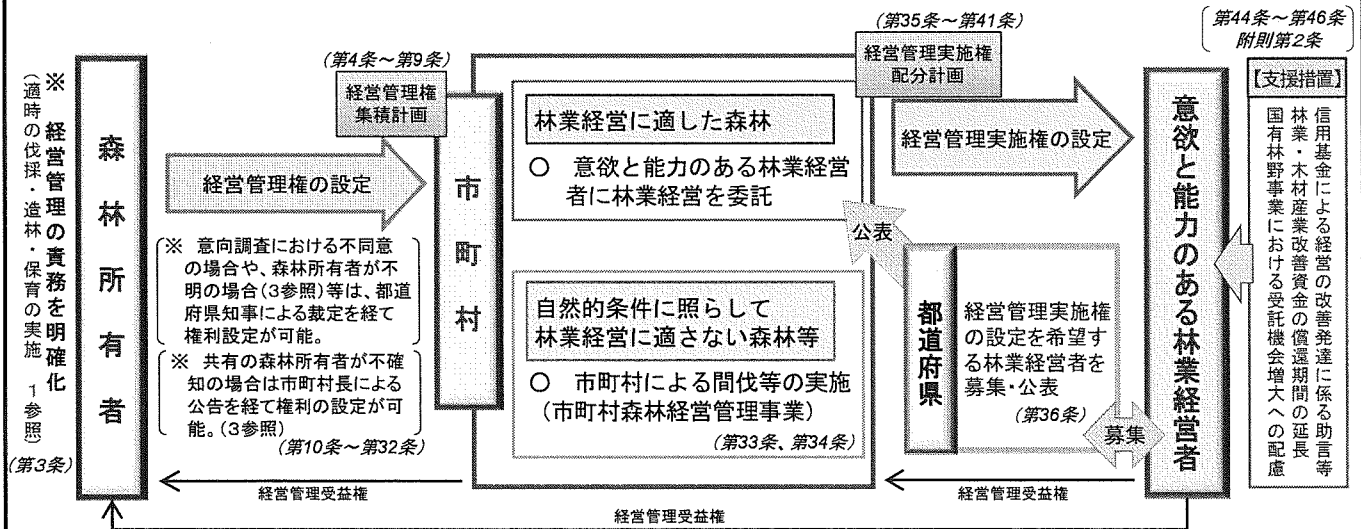 ※ 経営管理の責務を明確化
(適時の伐採・造林・保育の実施 1参照)
(第3条)
森林所有者
(第4条～第9条)
経営管理権
集積計画
経営管理権の設定
※ 意向調査における不同意
の場合や、森林所有者が不
明の場合(3参照)等は、都道
府県知事による裁定を経て
権利設定が可能。
※ 共有の森林所有者が不確
知の場合は市町村長による
公告を経て権利の設定が可
能。(3参照)
(第10条～第32条)
市町村
林業経営に適した森林
○ 意欲と能力のある林業経営
者に林業経営を委託
自然的条件に照らして
林業経営に適さない森林等
○ 市町村による間伐等の実施
(市町村森林経営管理事業)
(第33条、第34条)
(第35条～第41条)
経営管理実施権
配分計画
経営管理実施権の設定
公表
都道府県
経営管理実施権
の設定を希望す
る林業経営者を
募集・公表
(第36条)
募集
意欲と能力のある林業経営者
第44条～第46条
附則第2条
【支援措置】
信用基金による経営の改善発達に係る助言等
林業・木材産業改善資金の償還期間の延長
国有林野事業における受託機会増大への配慮
経営管理受益権
経営管理受益権
経営管理受益権